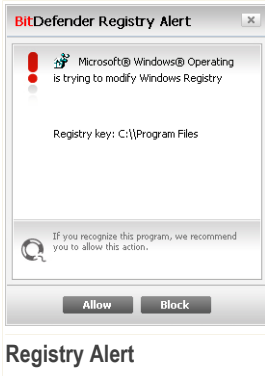 BitDefender Registry Alert
Microsoft® Windows® Operating
is trying to modify Windows Registry
Registry key: C:\\Program Files
If you recognize this program, we recommend
you to allow this action.
Allow Block
Registry Alert